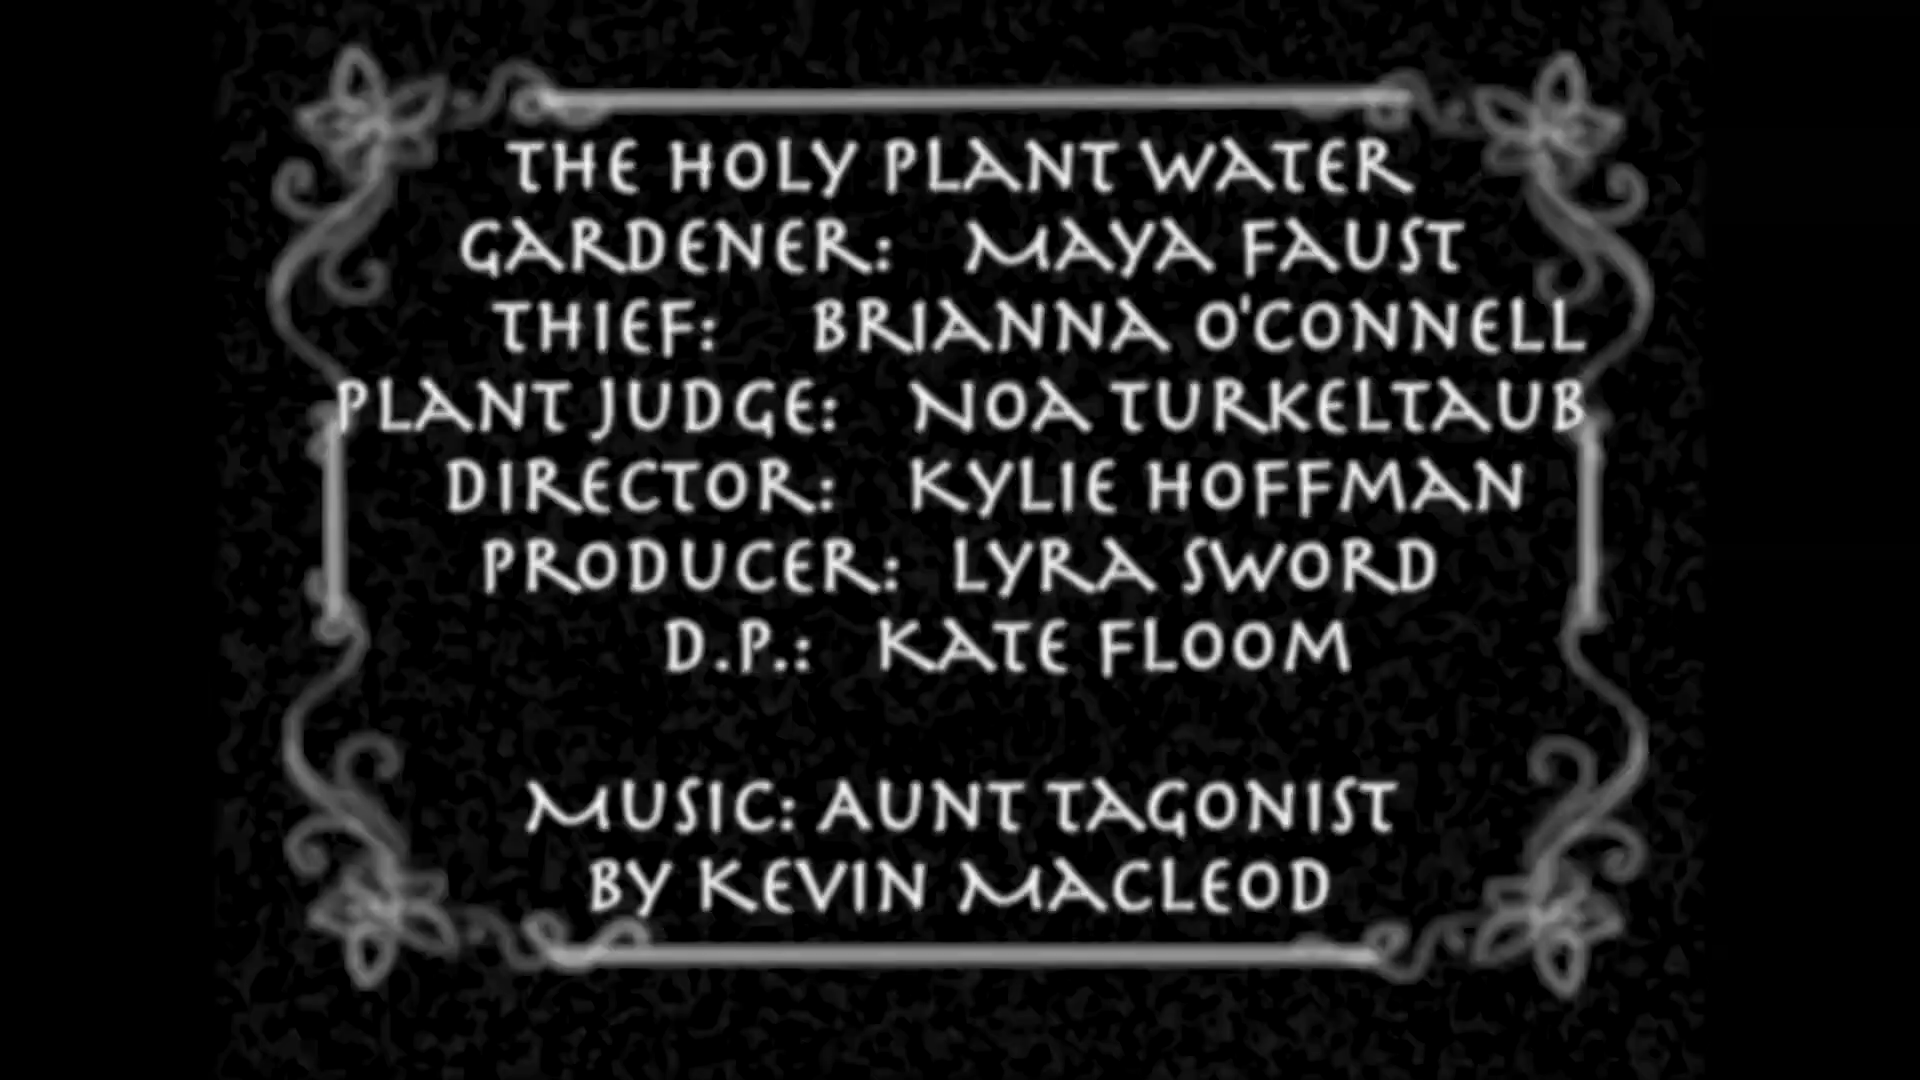 THE HOLY PLANT WATER
GARDENER: MAYA FAUST
THIEF: BRIANNA O'CONNELL
PLANT JUDGE: NOA TURKELTAUB
DIRECTOR: KYLIE HOFFMAN
PRODUCER: LYRA SWORD
D.P.: KATE FLOOM
MUSIC: AUNT TAGONIST
BY KEVIN MACLEOD